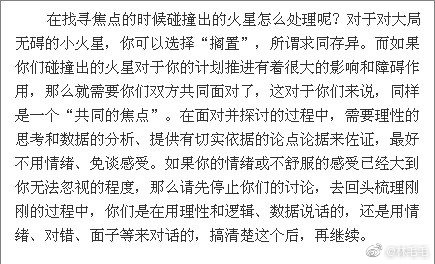 在找寻焦点的时候碰撞出的火星怎么处理呢？对于对大局
无碍的小火星，你可以选择“搁置”，所谓求同存异。而如果
你们碰撞出的火星对于你的计划推进有着很大的影响和障碍作
用，那么就需要你们双方共同面对了，这对于你们来说，同样
是一个“共同的焦点”。在面对并探讨的过程中，需要理性的
思考和数据的分析、提供有切实依据的论点论据来佐证，最好
不用情绪、免谈感受。如果你的情绪或不舒服的感受已经大到
你无法忽视的程度，那么请先停止你们的讨论，去回头梳理刚
刚的过程中，你们是在用理性和逻辑、数据说话的，还是用情
绪、对错、面子等来对话的，搞清楚这个后，再继续。
@林毛毛